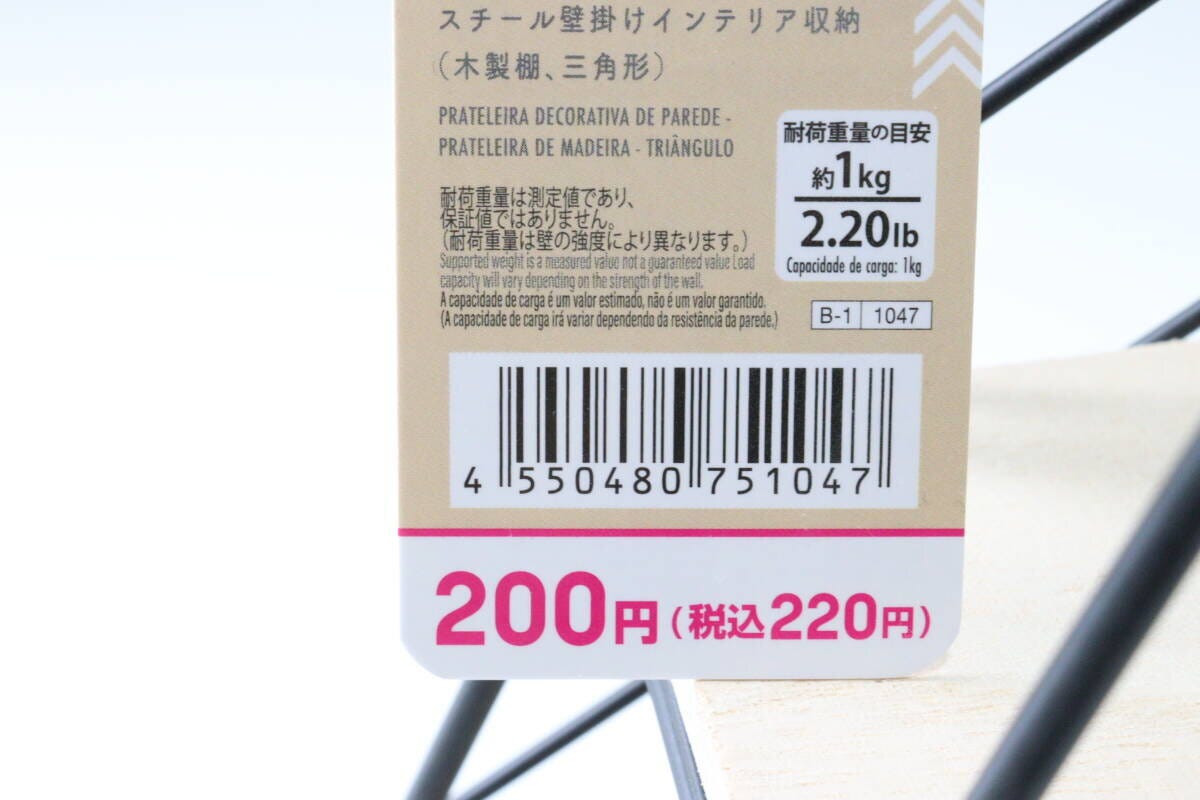 スチール壁掛けインテリア収納
（木製棚、三角形）
PRATELEIRA DECORATIVA DE PAREDE -
PRATELEIRA DE MADEIRA - TRIÂNGULO
耐荷重量は測定値であり、
保証値ではありません。
（耐荷重量は壁の強度により異なります。）
Supported weight is a measured value not a guaranteed value Load
capacity will vary depending on the strength of the wall.
A capacidade de carga é um valor estimado, não é um valor garantido.
(A capacidade de carga irá variar dependendo da resistência da parede.)
耐荷重量の目安
約1kg
2.20lb
Capacidade de carga: 1kg
B-1 1047
4 550480 751047
200円（税込220円）